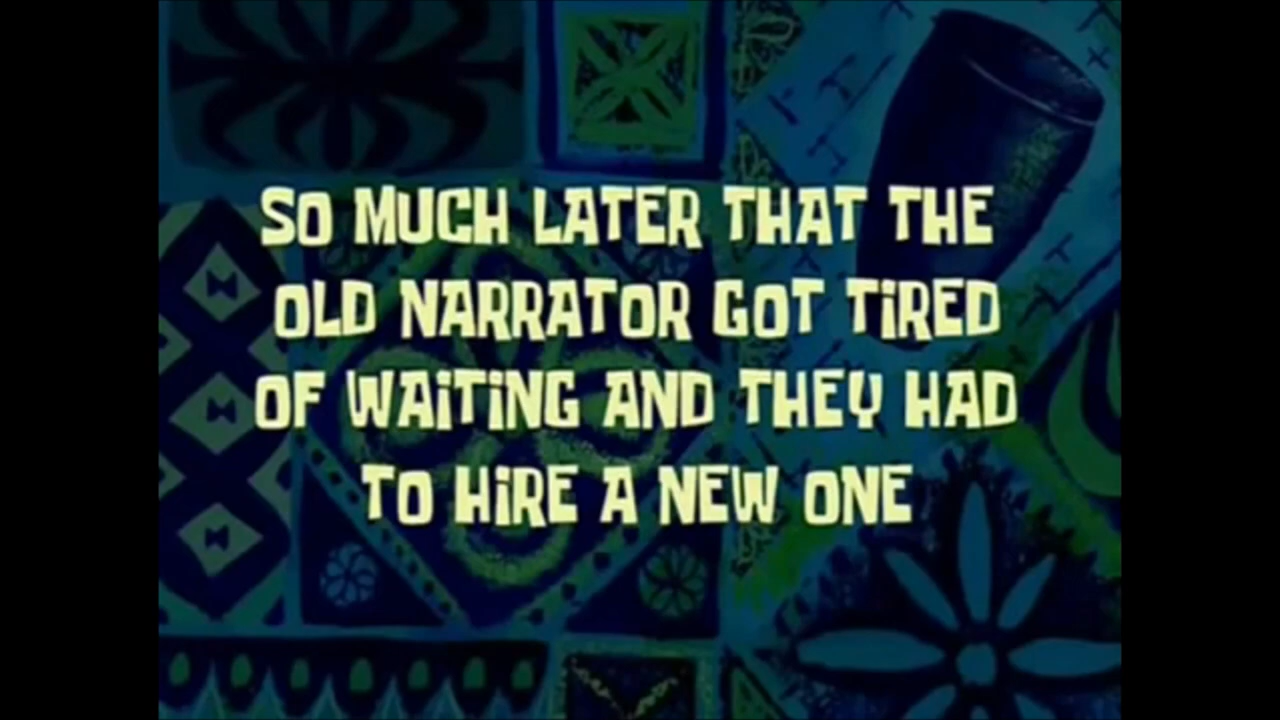 SO MUCH LATER THAT THE
OLD NARRATOR GOT TiRED
OF WAiTiNG AND THEY HAD
TO HiRE A NEW ONE